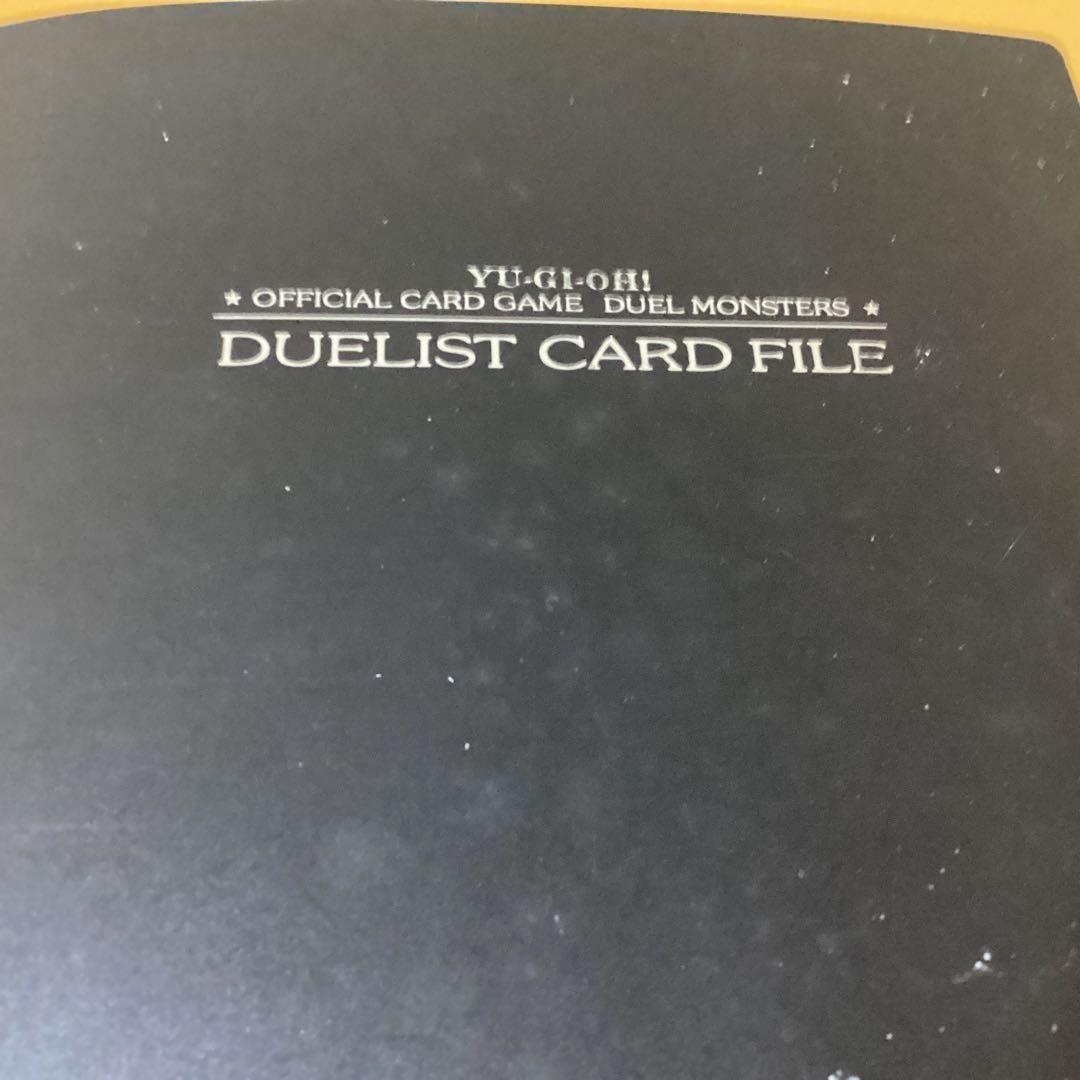 YU-GI-OH!
★ OFFICIAL CARD GAME DUEL MONSTERS ★
DUELIST CARD FILE